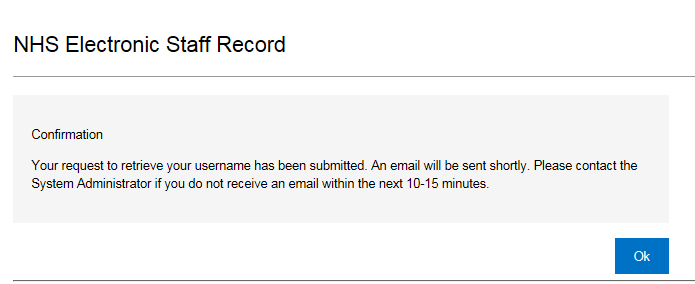 NHS Electronic Staff Record
Confirmation
Your request to retrieve your username has been submitted. An email will be sent shortly. Please contact the
System Administrator if you do not receive an email within the next 10-15 minutes.
Ok